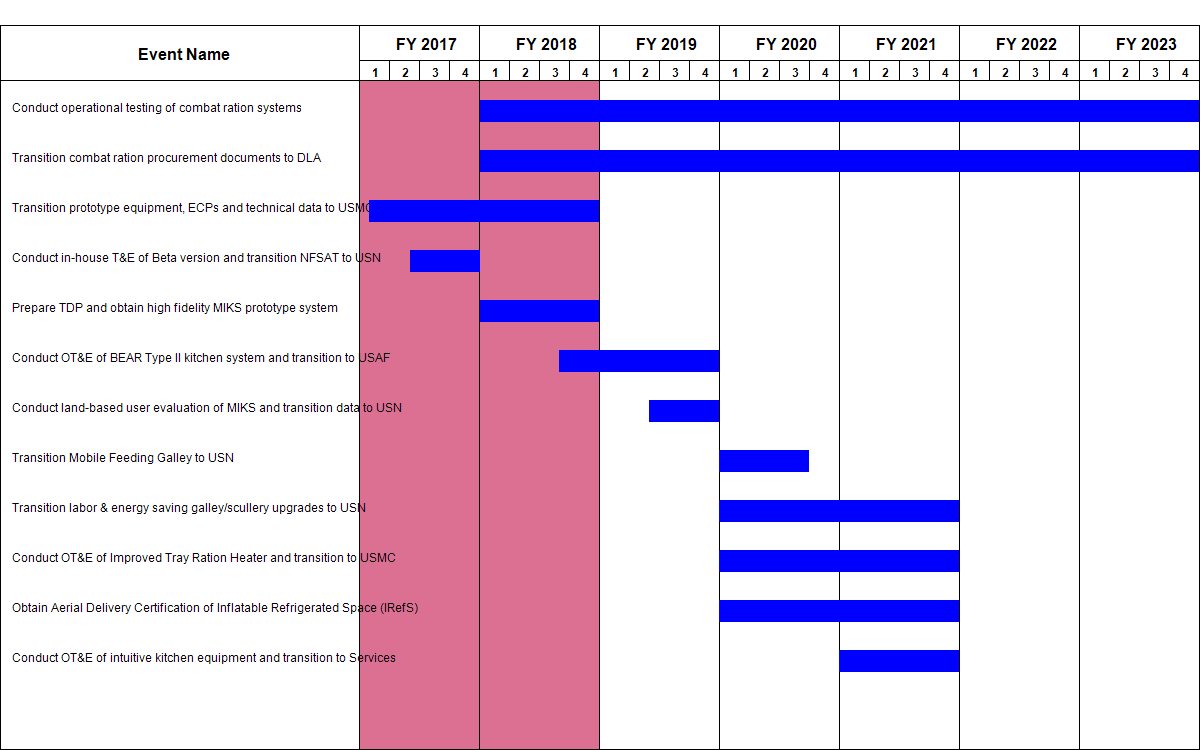 Event Name
FY 2017 FY 2018 FY 2019 FY 2020 FY 2021 FY 2022 FY 2023
1 2 3 4 1 2 3 4 1 2 3 4 1 2 3 4 1 2 3 4 1 2 3 4 1 2 3 4
Conduct operational testing of combat ration systems
Transition combat ration procurement documents to DLA
Transition prototype equipment, ECPs and technical data to USMC
Conduct in-house T&E of Beta version and transition NFSAT to USN
Prepare TDP and obtain high fidelity MIKS prototype system
Conduct OT&E of BEAR Type II kitchen system and transition to USAF
Conduct land-based user evaluation of MIKS and transition data to USN
Transition Mobile Feeding Galley to USN
Transition labor & energy saving galley/scullery upgrades to USN
Conduct OT&E of Improved Tray Ration Heater and transition to USMC
Obtain Aerial Delivery Certification of Inflatable Refrigerated Space (IRefS)
Conduct OT&E of intuitive kitchen equipment and transition to Services